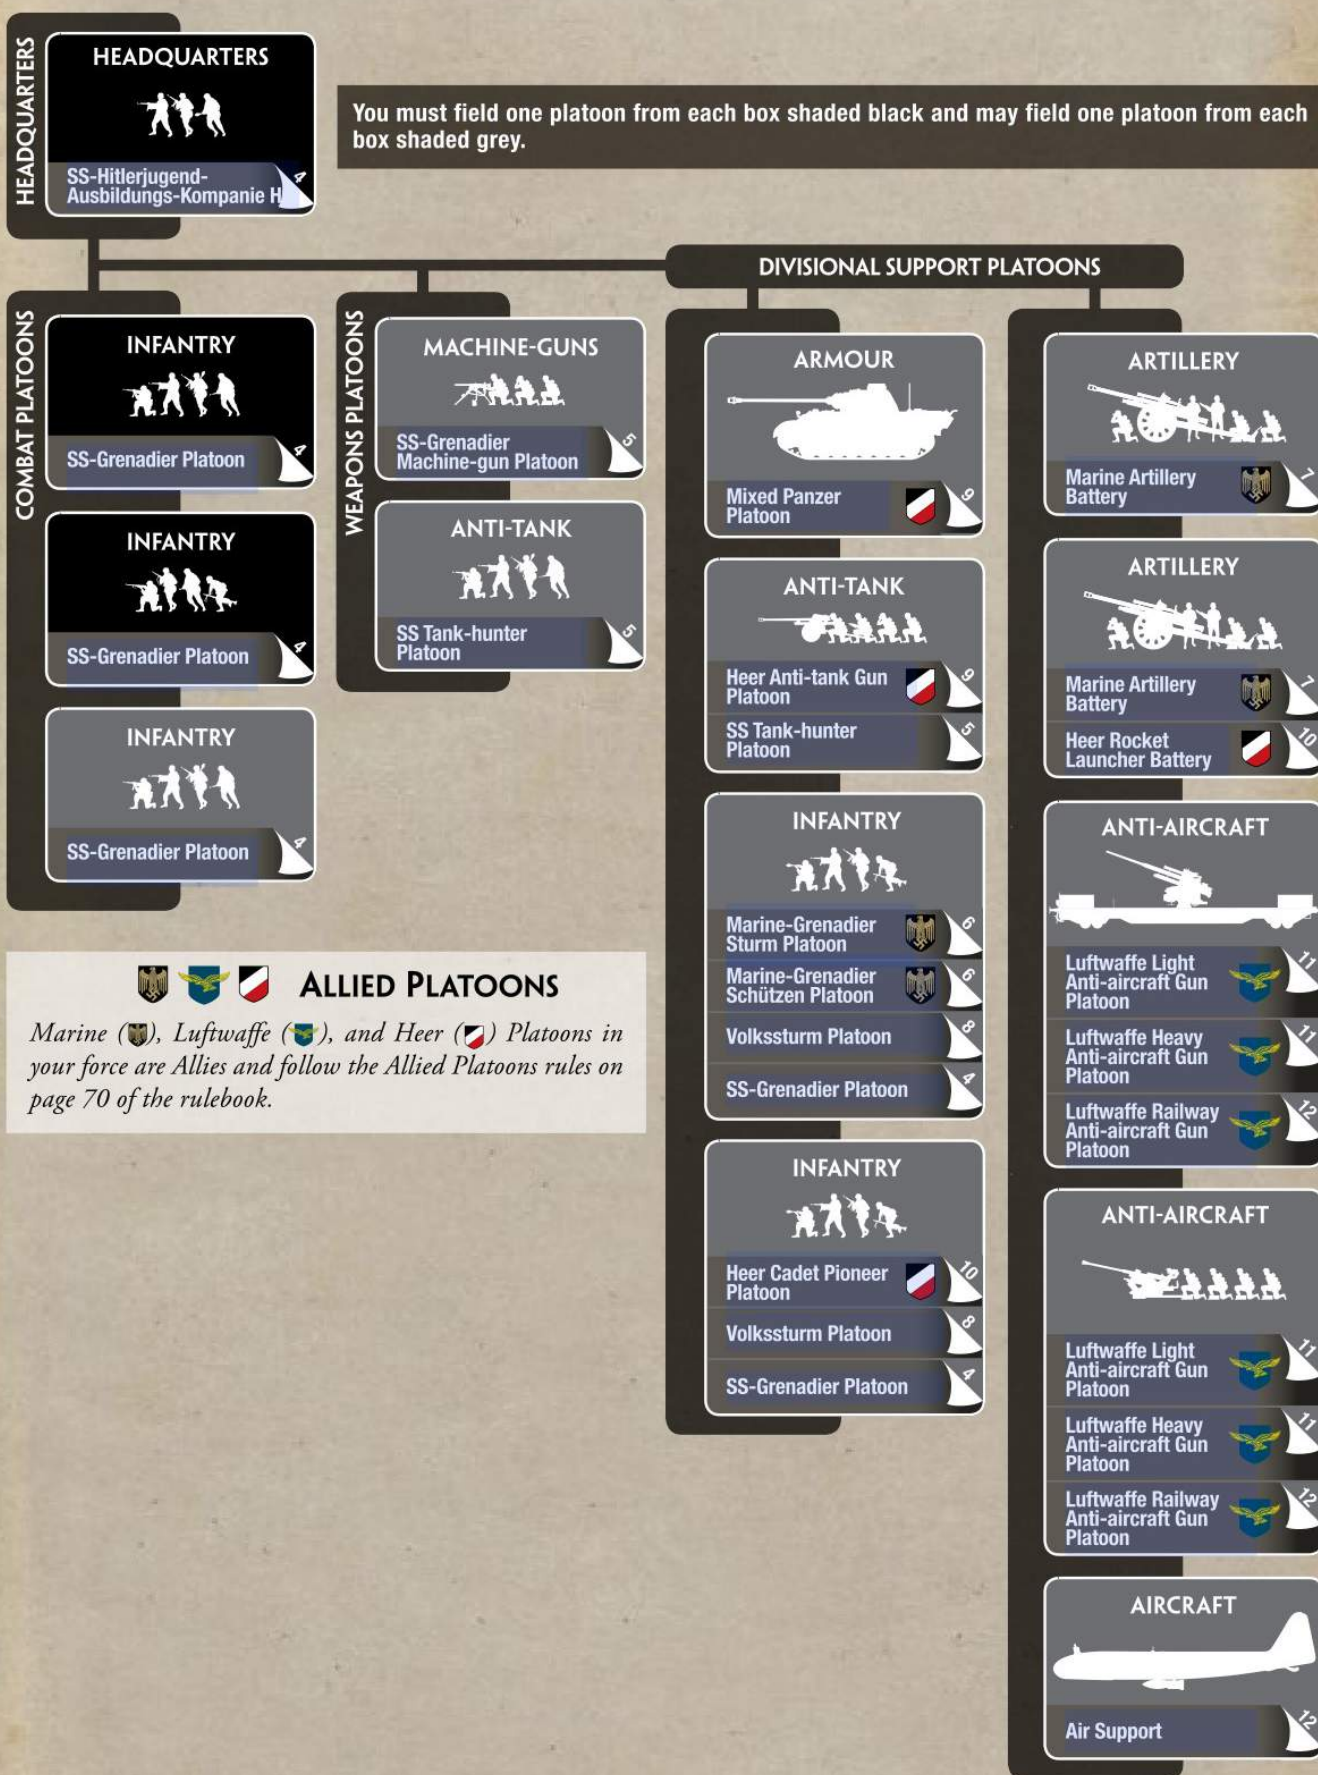 HEADQUARTERS
HEADQUARTERS
SS-Hitlerjugend-
Ausbildungs-Kompanie H
4
You must field one platoon from each box shaded black and may field one platoon from each
box shaded grey.
COMBAT PLATOONS
INFANTRY
SS-Grenadier Platoon
4
INFANTRY
SS-Grenadier Platoon
4
INFANTRY
SS-Grenadier Platoon
4
WEAPONS PLATOONS
MACHINE-GUNS
SS-Grenadier
Machine-gun Platoon
5
ANTI-TANK
SS Tank-hunter
Platoon
5
DIVISIONAL SUPPORT PLATOONS
ARMOUR
Mixed Panzer
Platoon
9
ANTI-TANK
Heer Anti-tank Gun
Platoon
9
SS Tank-hunter
Platoon
5
INFANTRY
Marine-Grenadier
Sturm Platoon
6
Marine-Grenadier
Schützen Platoon
6
Volkssturm Platoon
8
SS-Grenadier Platoon
4
INFANTRY
Heer Cadet Pioneer
Platoon
10
Volkssturm Platoon
8
SS-Grenadier Platoon
4
ARTILLERY
Marine Artillery
Battery
7
ARTILLERY
Marine Artillery
Battery
7
Heer Rocket
Launcher Battery
10
ANTI-AIRCRAFT
Luftwaffe Light
Anti-aircraft Gun
Platoon
11
Luftwaffe Heavy
Anti-aircraft Gun
Platoon
11
Luftwaffe Railway
Anti-aircraft Gun
Platoon
12
ANTI-AIRCRAFT
Luftwaffe Light
Anti-aircraft Gun
Platoon
11
Luftwaffe Heavy
Anti-aircraft Gun
Platoon
11
Luftwaffe Railway
Anti-aircraft Gun
Platoon
12
AIRCRAFT
Air Support
12
ALLIED PLATOONS
Marine ( ), Luftwaffe ( ), and Heer ( ) Platoons in
your force are Allies and follow the Allied Platoons rules on
page 70 of the rulebook.